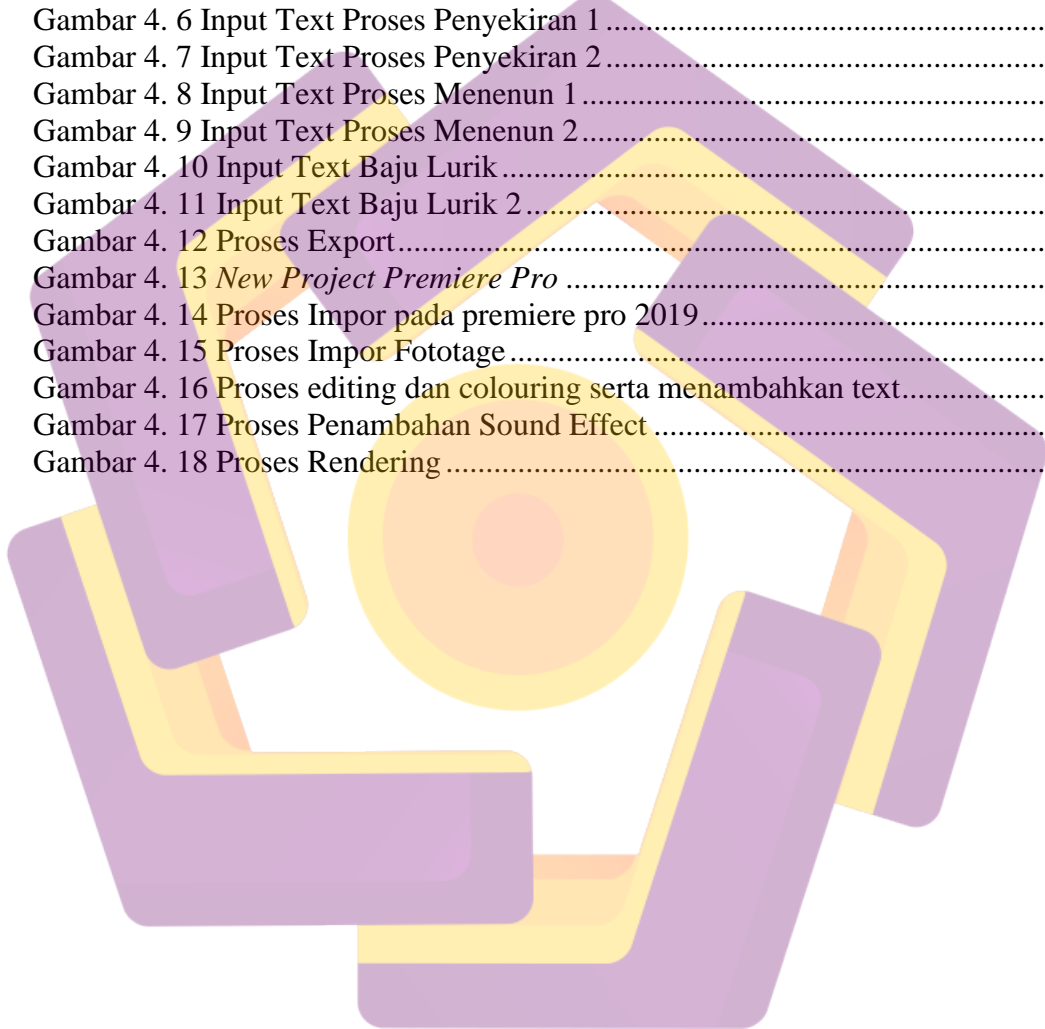 Gambar 4. 6 Input Text Proses Penyekiran 1........................................................
Gambar 4. 7 Input Text Proses Penyekiran 2........................................................
Gambar 4. 8 Input Text Proses Menenun 1...........................................................
Gambar 4. 9 Input Text Proses Menenun 2...........................................................
Gambar 4. 10 Input Text Baju Lurik.....................................................................
Gambar 4. 11 Input Text Baju Lurik 2..................................................................
Gambar 4. 12 Proses Export..................................................................................
Gambar 4. 13 New Project Premiere Pro .............................................................
Gambar 4. 14 Proses Impor pada premiere pro 2019............................................
Gambar 4. 15 Proses Impor Fototage....................................................................
Gambar 4. 16 Proses editing dan colouring serta menambahkan text..................
Gambar 4. 17 Proses Penambahan Sound Effect ..................................................
Gambar 4. 18 Proses Rendering............................................................................